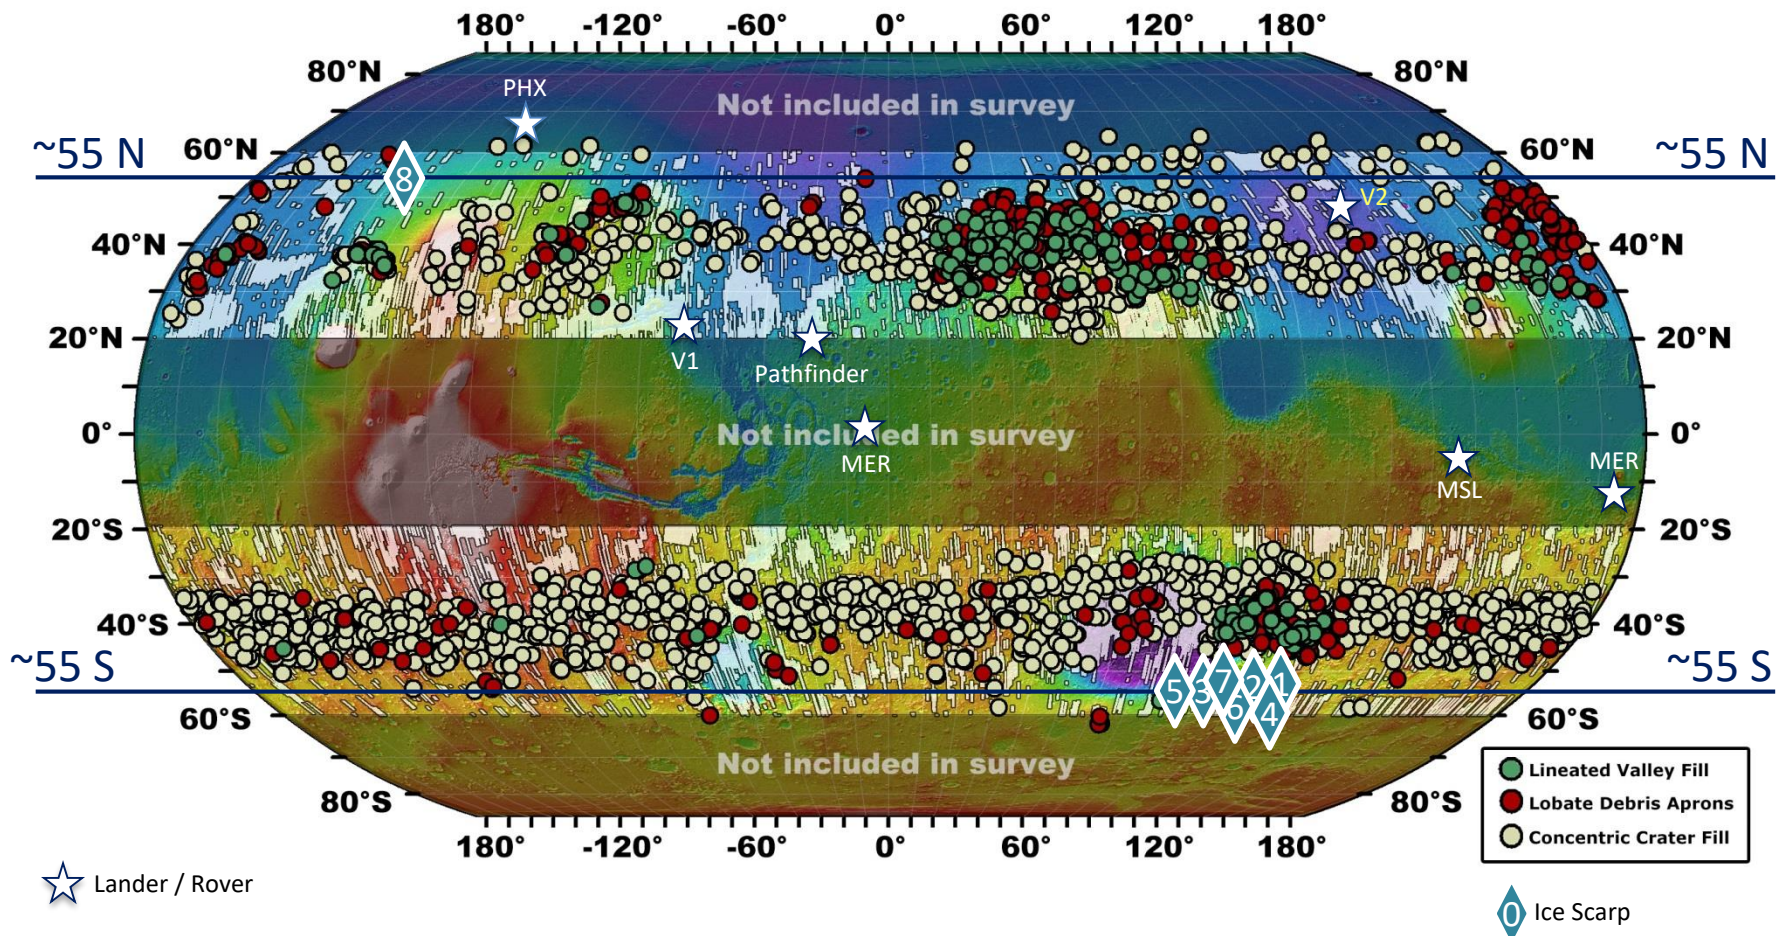 180° -120° -60° 0° 60° 120° 180°
80°N 80°N
PHX
Not included in survey
~55 N 60°N 60°N ~55 N
8
V2
40°N 40°N
20°N 20°N
V1
Pathfinder
0° Not included in survey 0°
MER
MER
MSL
20°S 20°S
40°S 40°S
~55 S ~55 S
5 3 7 2 1
6 4
60°S 60°S
Not included in survey
80°S 80°S
180° -120° -60° 0° 60° 120° 180°
Lineated Valley Fill
Lobate Debris Aprons
Concentric Crater Fill
Lander / Rover
0 Ice Scarp